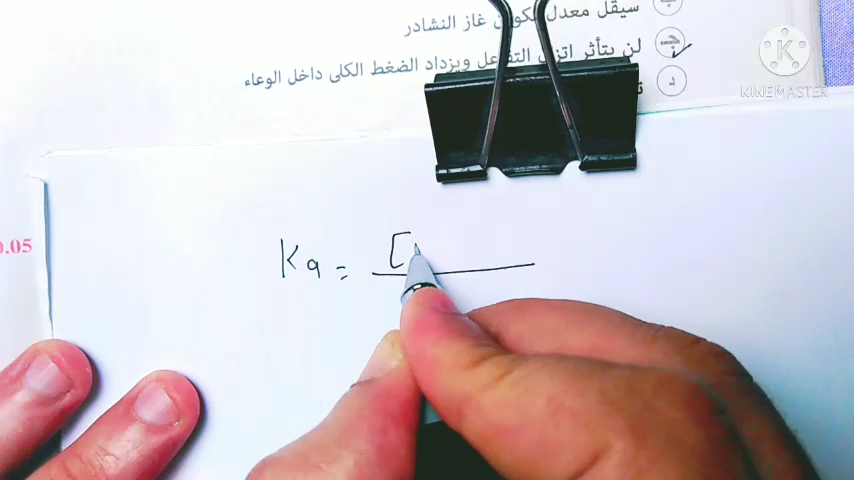 ب سيقل معدل تكوين غاز النشادر
ج لن يتأثر اتزان التفاعل ويزداد الضغط الكلى داخل الوعاء
د
KINEMASTER
0.05
Ka = [